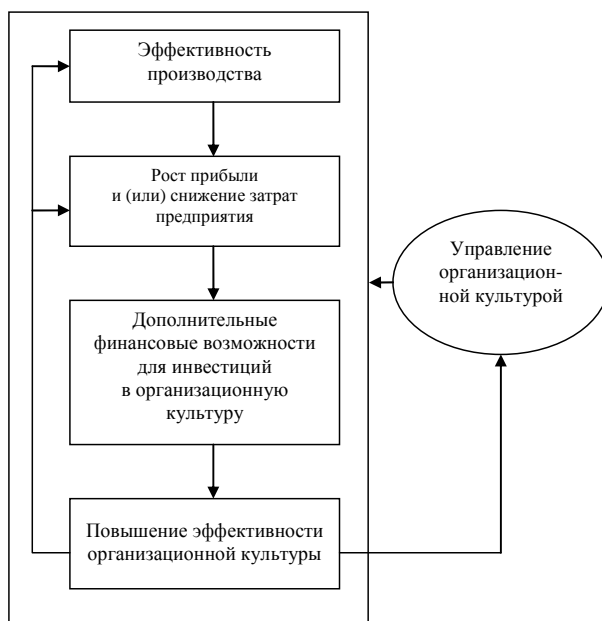 Эффективность
производства
Рост прибыли
и (или) снижение затрат
предприятия
Дополнительные
финансовые возможности
для инвестиций
в организационную
культуру
Повышение эффективности
организационной культуры
Управление
организацион-
ной культурой